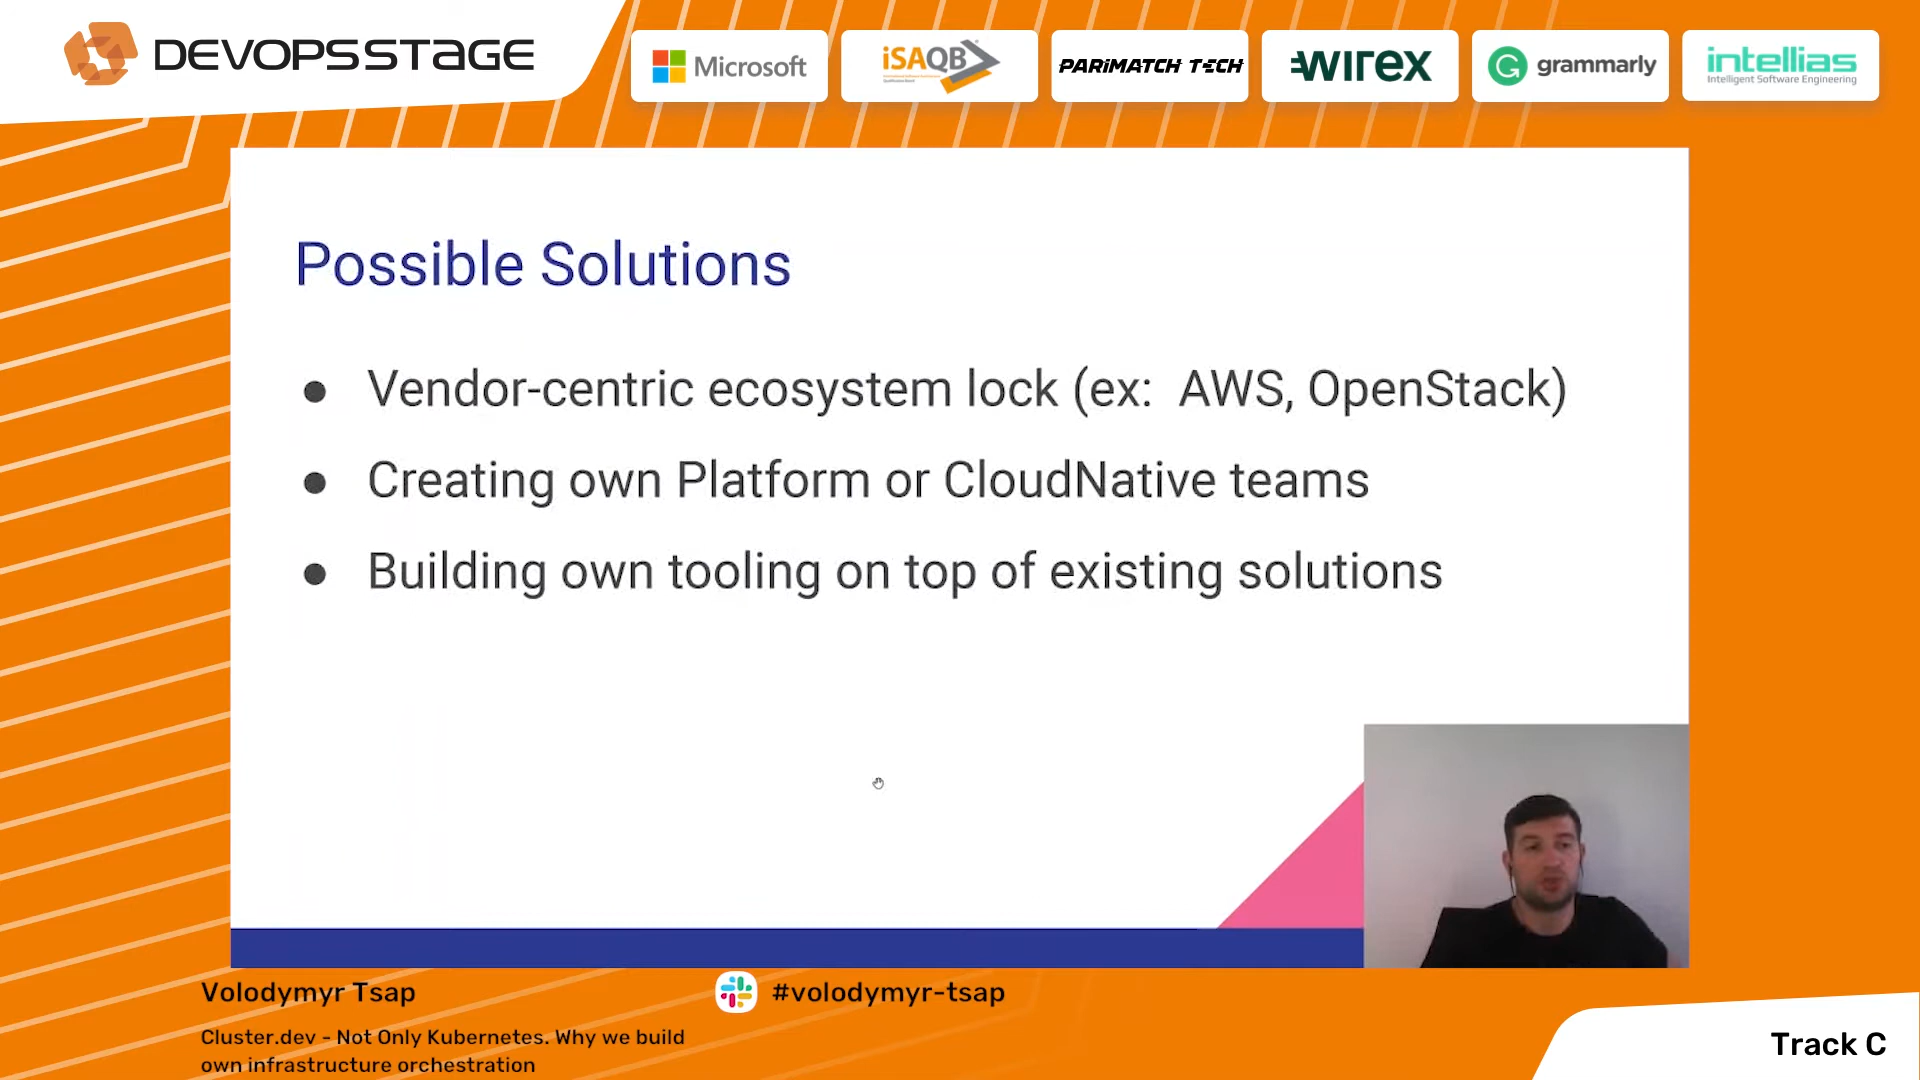 DEVOPSSTAGE
Microsoft
iSAQB
PARIMATCH TECH
wirex
grammarly
intellias
Intelligent Software Engineering
Possible Solutions
● Vendor-centric ecosystem lock (ex:  AWS, OpenStack)
● Creating own Platform or CloudNative teams
● Building own tooling on top of existing solutions
Volodymyr Tsap
#volodymyr-tsap
Cluster.dev - Not Only Kubernetes. Why we build
own infrastructure orchestration
Track C